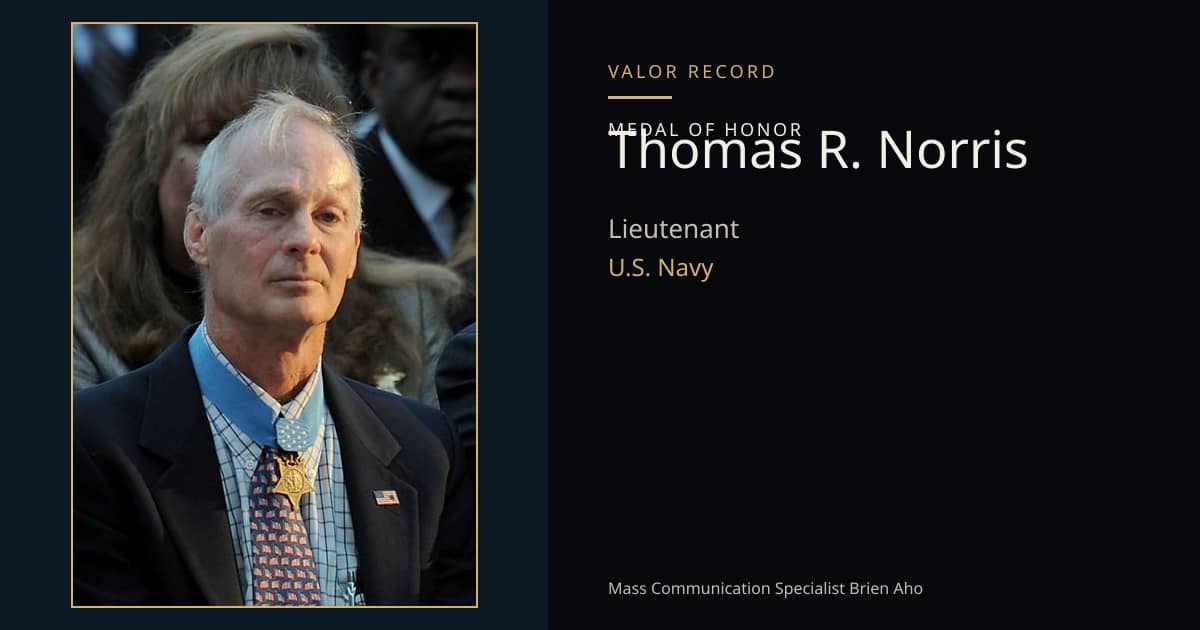 VALOR RECORD
MEDAL OF HONOR
Thomas R. Norris
Lieutenant
U.S. Navy
Mass Communication Specialist Brien Aho